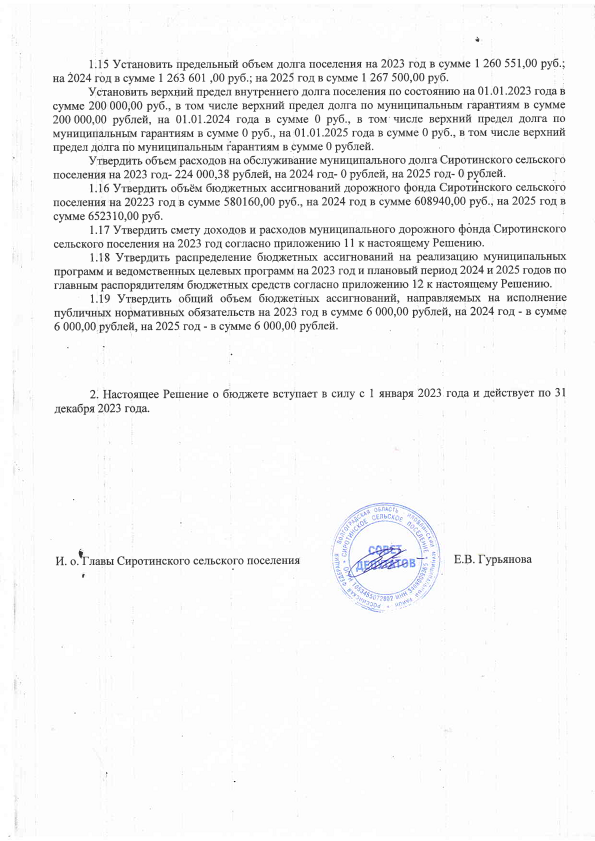 1.15 Установить предельный объем долга поселения на 2023 год в сумме 1 260 551,00 руб.;
на 2024 год в сумме 1 263 601 ,00 руб.; на 2025 год в сумме 1 267 500,00 руб.
Установить верхний предел внутреннего долга поселения по состоянию на 01.01.2023 года в
сумме 200 000,00 руб., в том числе верхний предел долга по муниципальным гарантиям в сумме
200 000,00 рублей, на 01.01.2024 года в сумме 0 руб., в том числе верхний предел долга по
муниципальным гарантиям в сумме 0 руб., на 01.01.2025 года в сумме 0 руб., в том числе верхний
предел долга по муниципальным гарантиям в сумме 0 рублей.
Утвердить объем расходов на обслуживание муниципального долга Сиротинского сельского
поселения на 2023 год- 224 000,38 рублей, на 2024 год- 0 рублей, на 2025 год- 0 рублей.
1.16 Утвердить объём бюджетных ассигнований дорожного фонда Сиротинского сельского
поселения на 20223 год в сумме 580160,00 руб., на 2024 год в сумме 608940,00 руб., на 2025 год в
сумме 652310,00 руб.
1.17 Утвердить смету доходов и расходов муниципального дорожного фонда Сиротинского
сельского поселения на 2023 год согласно приложению 11 к настоящему Решению.
1.18 Утвердить распределение бюджетных ассигнований на реализацию муниципальных
программ и ведомственных целевых программ на 2023 год и плановый период 2024 и 2025 годов по
главным распорядителям бюджетных средств согласно приложению 12 к настоящему Решению.
1.19 Утвердить общий объем бюджетных ассигнований, направляемых на исполнение
публичных нормативных обязательств на 2023 год в сумме 6 000,00 рублей, на 2024 год - в сумме
6 000,00 рублей, на 2025 год - в сумме 6 000,00 рублей.
2. Настоящее Решение о бюджете вступает в силу с 1 января 2023 года и действует по 31
декабря 2023 года.
И. о. Главы Сиротинского сельского поселения
СОВЕТ
ДЕПУТАТОВ
ВОЛГОГРАДСКАЯ ОБЛАСТЬ
СИРОТИНСКОЕ СЕЛЬСКОЕ ПОСЕЛЕНИЕ
Е.В. Гурьянова